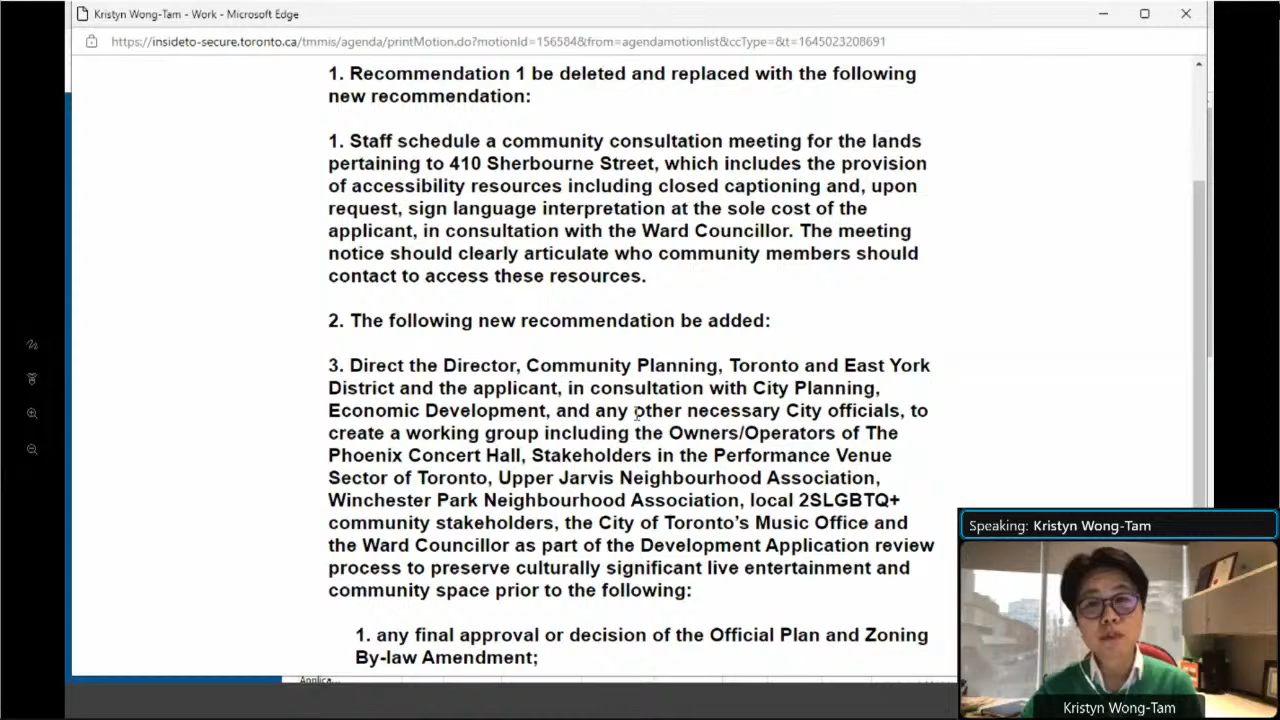 Kristyn Wong-Tam - Work - Microsoft Edge
https://insideto-secure.toronto.ca/tmmis/agenda/printMotion.do?motionId=156584&from=agendamotionlist&ccType=&t=1645023208691
1. Recommendation 1 be deleted and replaced with the following
new recommendation:
1. Staff schedule a community consultation meeting for the lands
pertaining to 410 Sherbourne Street, which includes the provision
of accessibility resources including closed captioning and, upon
request, sign language interpretation at the sole cost of the
applicant, in consultation with the Ward Councillor. The meeting
notice should clearly articulate who community members should
contact to access these resources.
2. The following new recommendation be added:
3. Direct the Director, Community Planning, Toronto and East York
District and the applicant, in consultation with City Planning,
Economic Development, and any other necessary City officials, to
create a working group including the Owners/Operators of The
Phoenix Concert Hall, Stakeholders in the Performance Venue
Sector of Toronto, Upper Jarvis Neighbourhood Association,
Winchester Park Neighbourhood Association, local 2SLGBTQ+
community stakeholders, the City of Toronto's Music Office and
the Ward Councillor as part of the Development Application review
process to preserve culturally significant live entertainment and
community space prior to the following:
1. any final approval or decision of the Official Plan and Zoning
By-law Amendment;
Applica...
Speaking: Kristyn Wong-Tam
Kristyn Wong-Tam